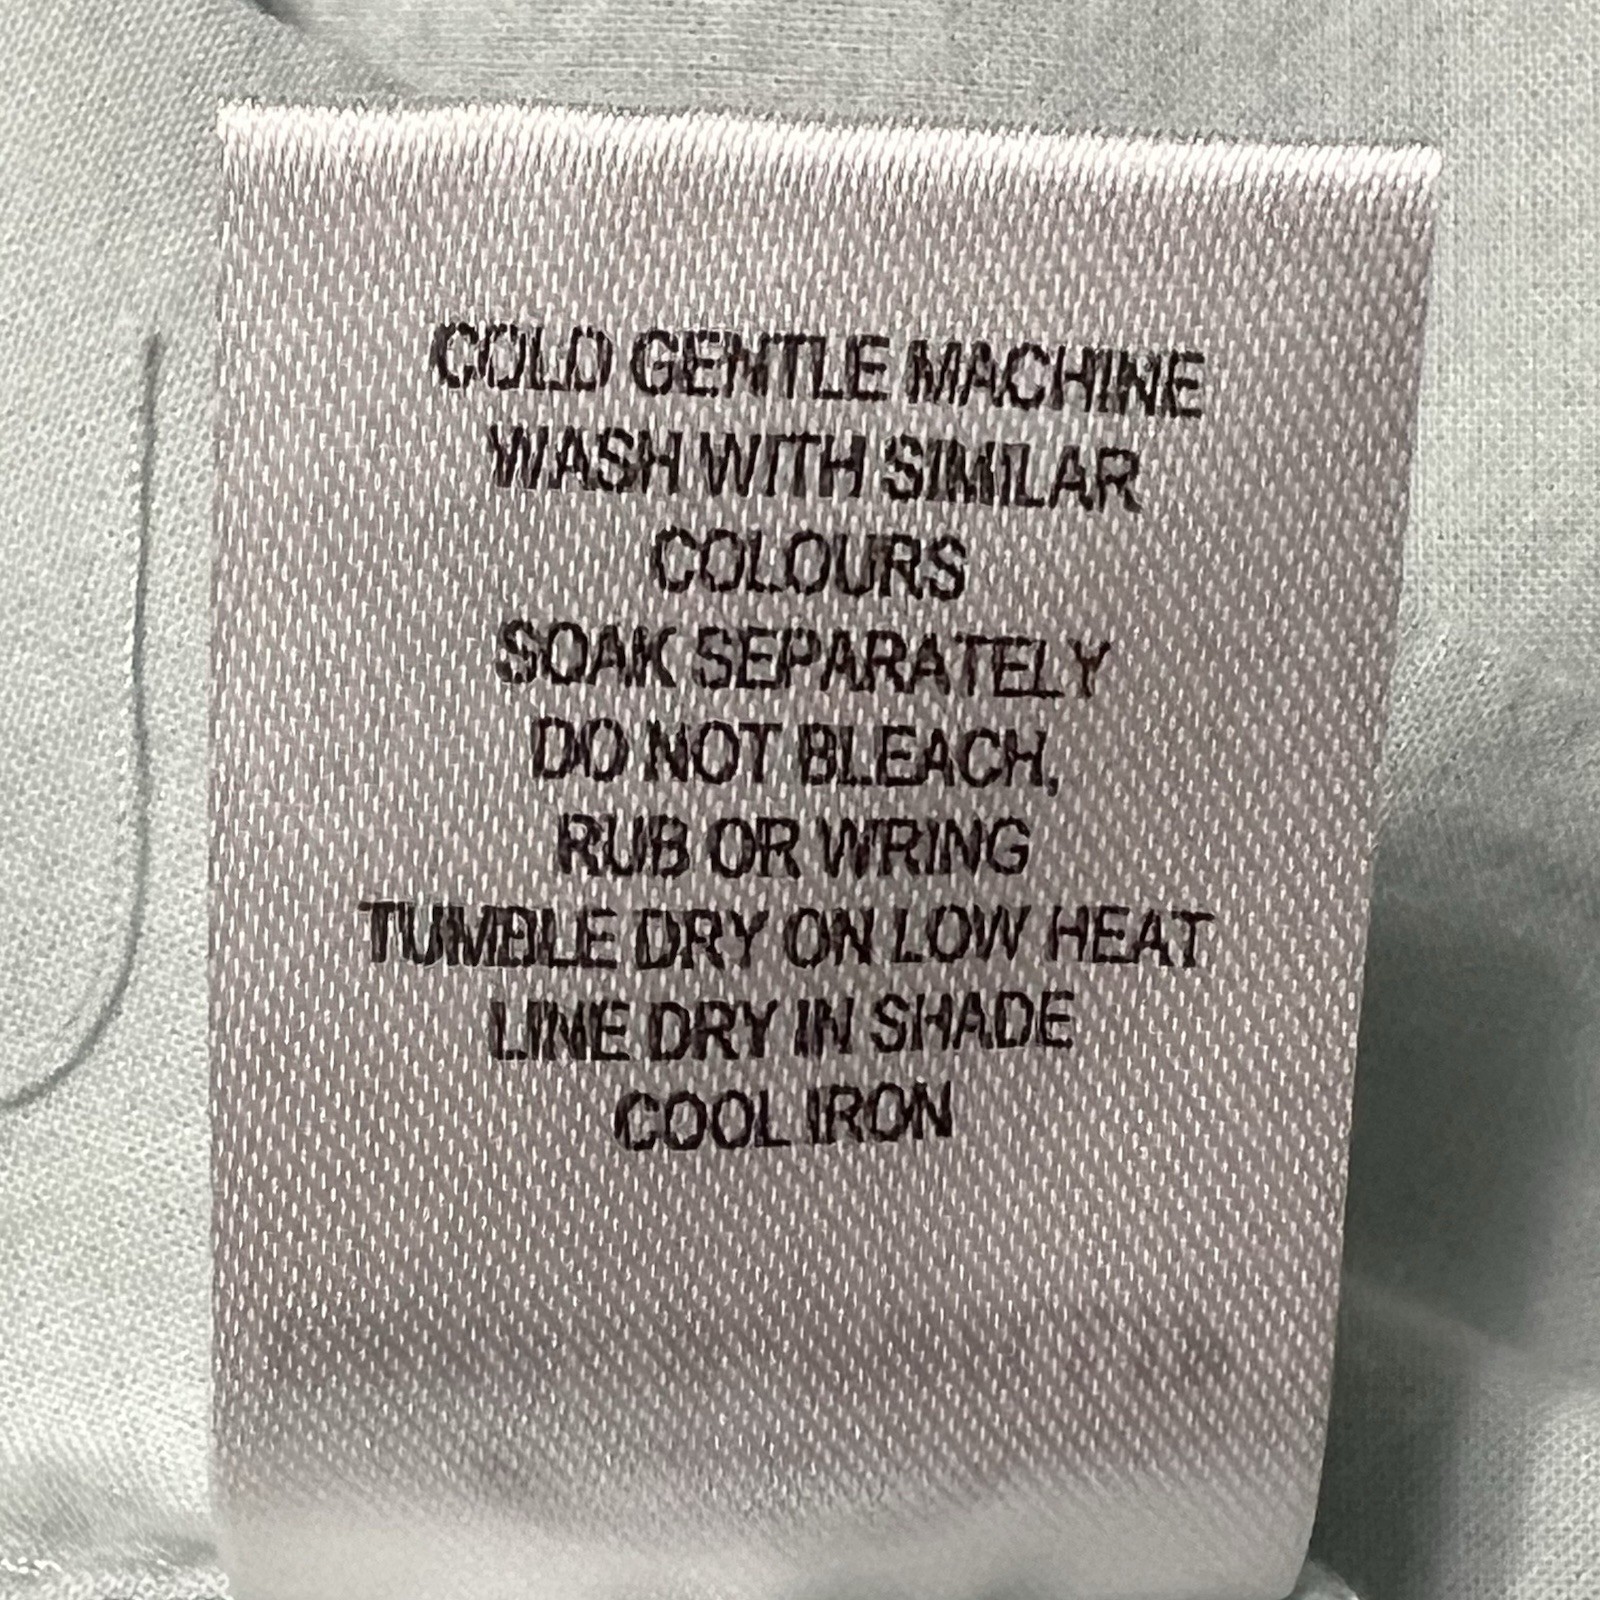 COLD GENTLE MACHINE
WASH WITH SIMILAR
COLOURS
SOAK SEPARATELY
DO NOT BLEACH,
RUB OR WRING
TUMBLE DRY ON LOW HEAT
LINE DRY IN SHADE
COOL IRON